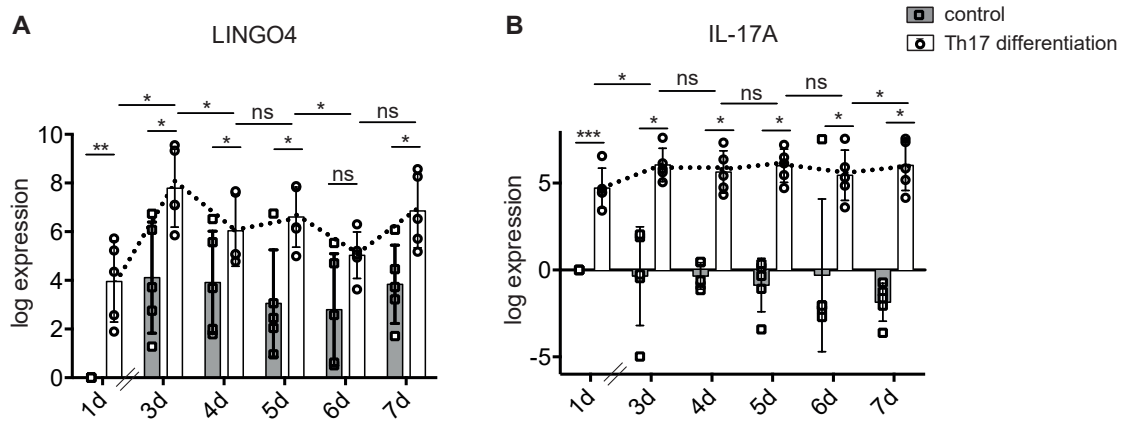 A
LINGO4
log expression
10
8
6
4
2
0
* * ns * ns
** * * * ns *
1d 3d 4d 5d 6d 7d
B
IL-17A
control
Th17 differentiation
log expression
5
0
-5
* ns ns ns *
*** * * * * *
1d 3d 4d 5d 6d 7d